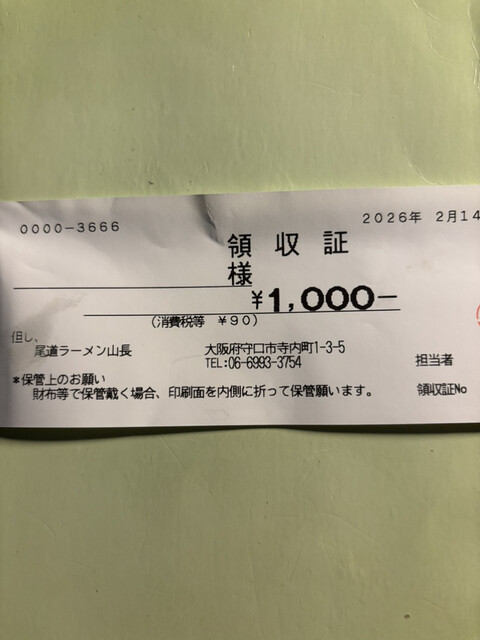 0000-3666
2026年 2月14
領収証
様
¥1,000-
(消費税等 ¥90)
但し、
尾道ラーメン山長 大阪府守口市寺内町1-3-5
TEL:06-6993-3754 担当者
*保管上のお願い
財布等で保管戴く場合、印刷面を内側に折って保管願います。 領収証No